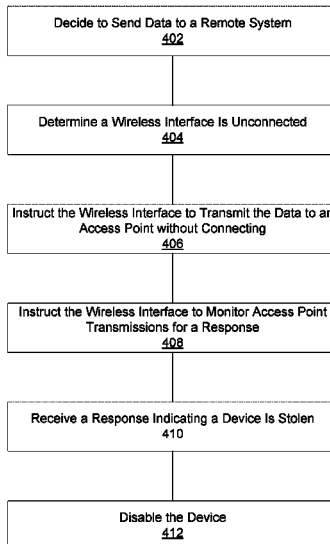 Decide to Send Data to a Remote System
402
Determine a Wireless Interface Is Unconnected
404
Instruct the Wireless Interface to Transmit the Data to an
Access Point without Connecting
406
Instruct the Wireless Interface to Monitor Access Point
Transmissions for a Response
408
Receive a Response Indicating a Device Is Stolen
410
Disable the Device
412